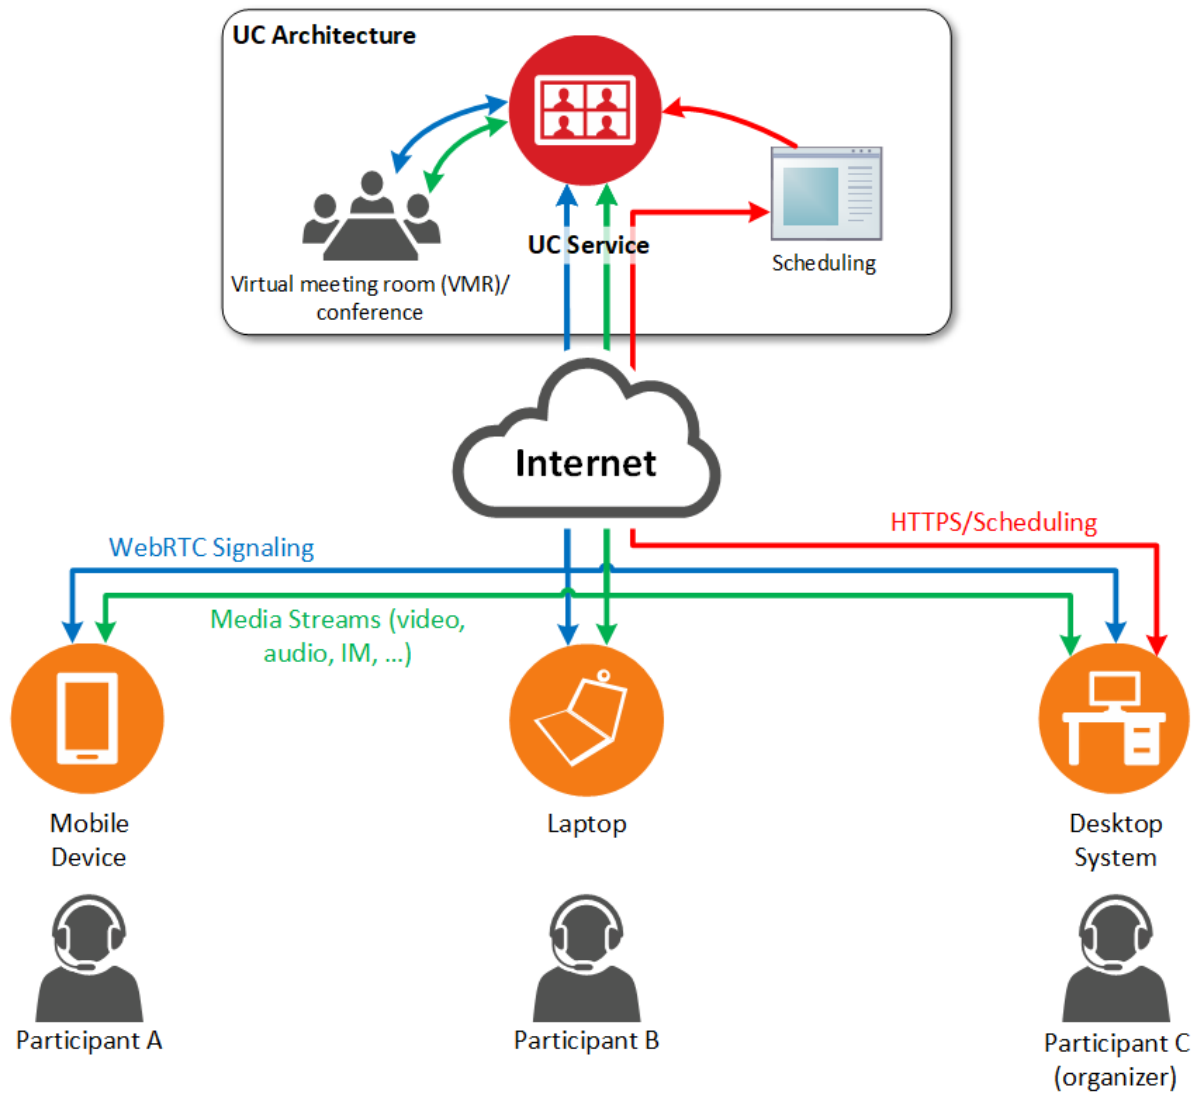 UC Architecture
UC Service
Scheduling
Virtual meeting room (VMR)/
conference
Internet
HTTPS/Scheduling
WebRTC Signaling
Media Streams (video,
audio, IM, ...)
Mobile
Device
Laptop
Desktop
System
Participant A
Participant B
Participant C
(organizer)